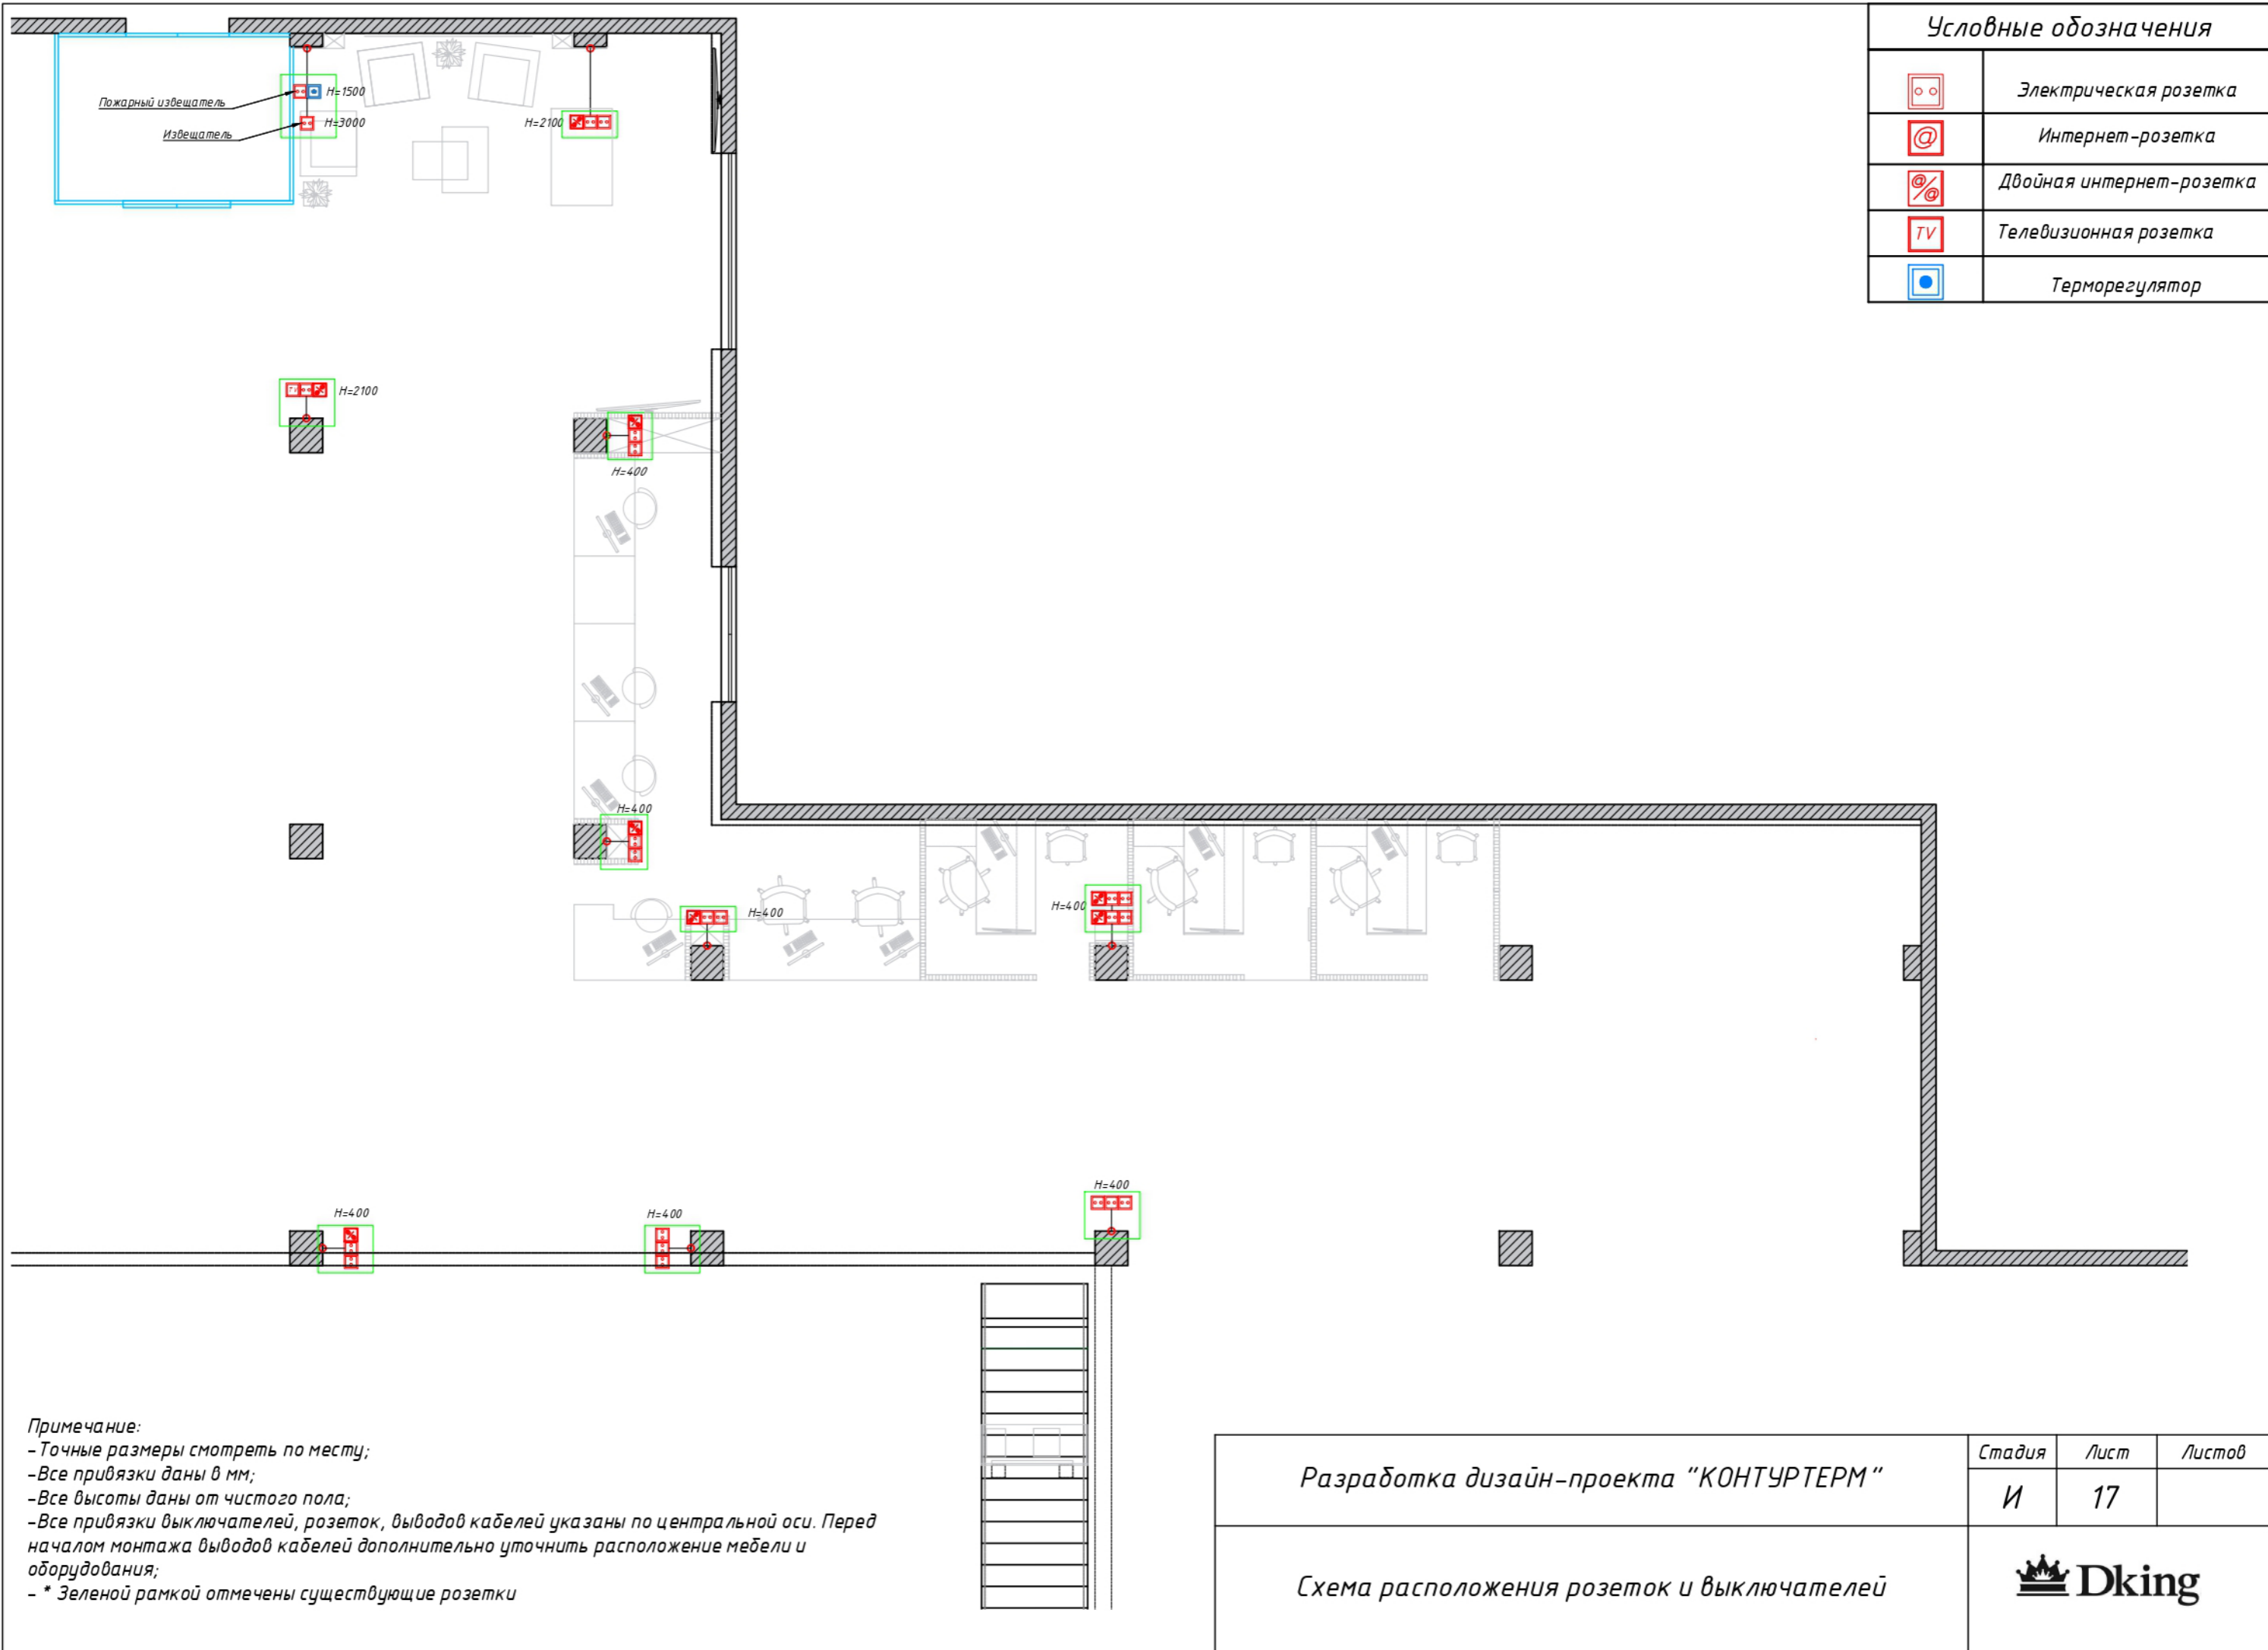 Условные обозначения
Электрическая розетка
@
Интернет-розетка
@/@
Двойная интернет-розетка
TV
Телевизионная розетка
Терморегулятор
Пожарный извещатель
H=1500
Извещатель
H=3000
H=2100
TV
H=2100
H=400
H=400
H=400
H=400
H=400
H=400
H=400
Примечание:
-Точные размеры смотреть по месту;
-Все привязки даны в мм;
-Все высоты даны от чистого пола;
-Все привязки выключателей, розеток, выводов кабелей указаны по центральной оси. Перед
началом монтажа выводов кабелей дополнительно уточнить расположение мебели и
оборудования;
- * Зеленой рамкой отмечены существующие розетки
Разработка дизайн-проекта "КОНТУРТЕРМ"
Стадия Лист Листов
И 17
Схема расположения розеток и выключателей
Dking